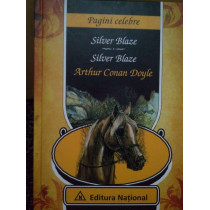 Pagini celebre
Silver Blaze
Silver Blaze
Arthur Conan Doyle
Editura Național